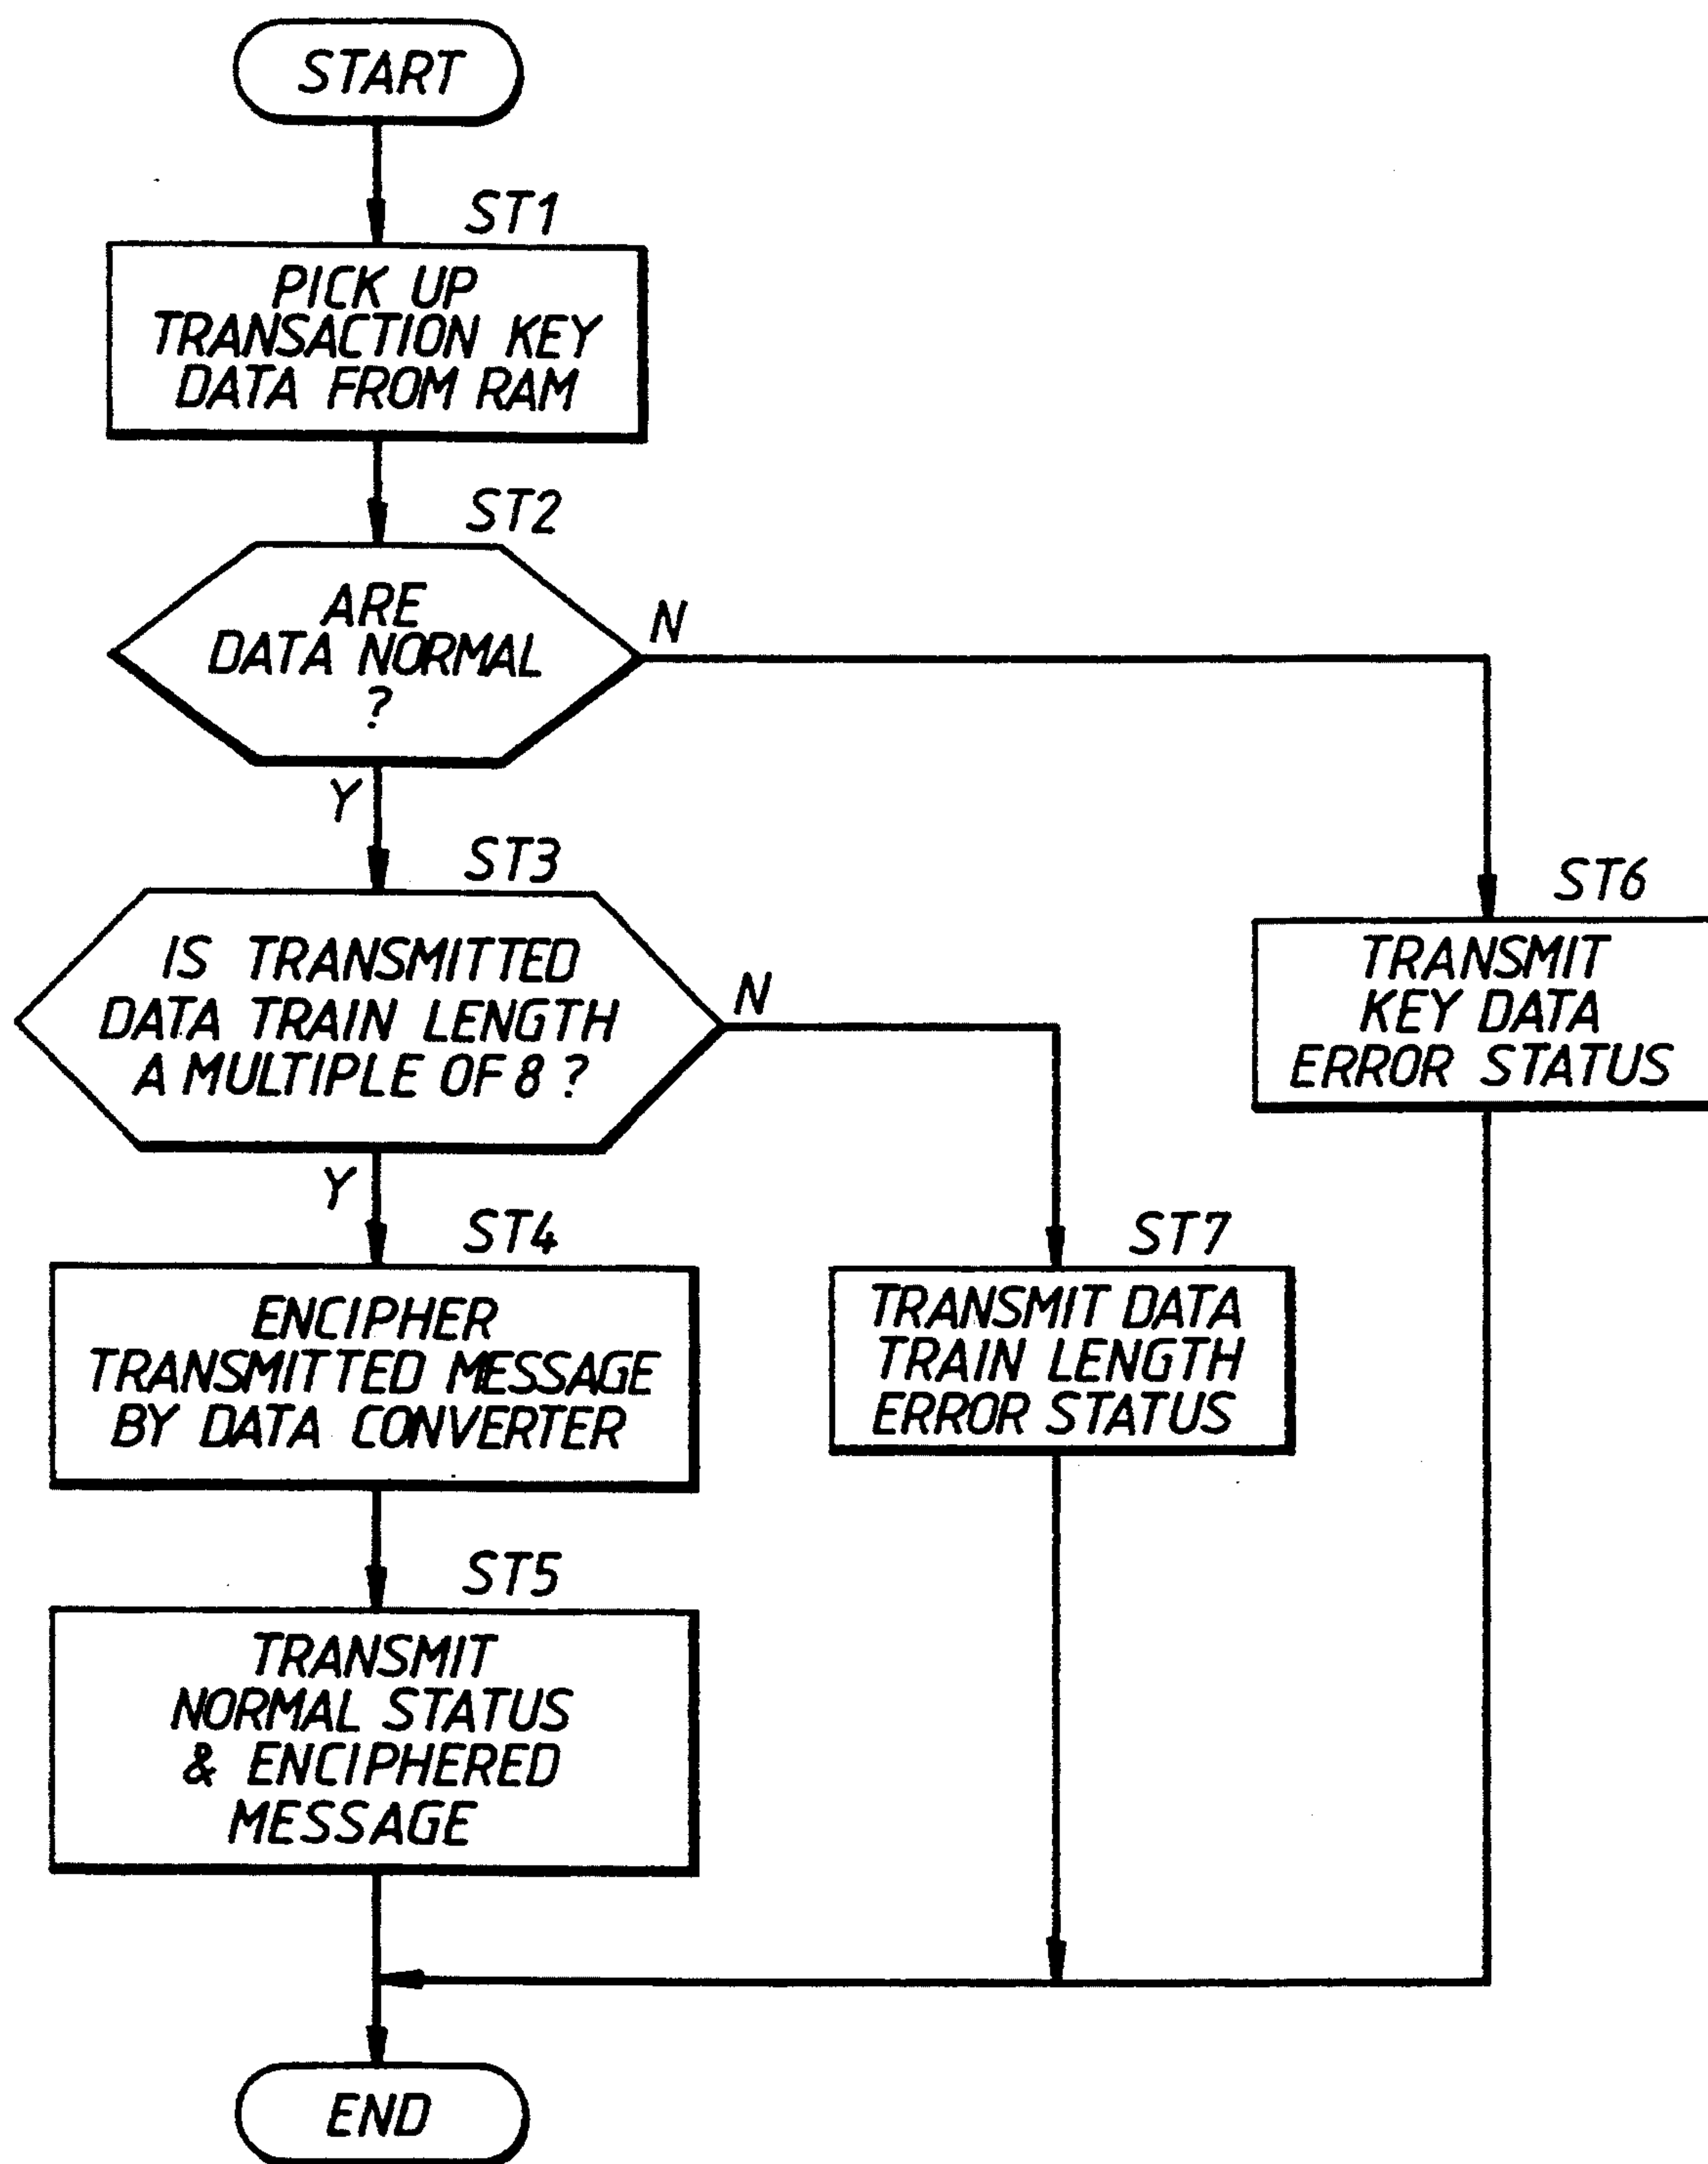 START
ST1
PICK UP
TRANSACTION KEY
DATA FROM RAM
ST2
ARE
DATA NORMAL
?
N
Y
ST3
IS TRANSMITTED
DATA TRAIN LENGTH
A MULTIPLE OF 8 ?
N
Y
ST6
TRANSMIT
KEY DATA
ERROR STATUS
ST4
ENCIPHER
TRANSMITTED MESSAGE
BY DATA CONVERTER
ST7
TRANSMIT DATA
TRAIN LENGTH
ERROR STATUS
ST5
TRANSMIT
NORMAL STATUS
& ENCIPHERED
MESSAGE
END